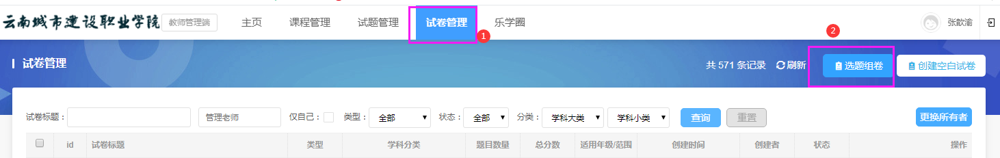 云南城市建设职业学院 教师管理端 主页 课程管理 试题管理 试卷管理 乐学圈 张歆渝
1 2
试卷管理 共 571 条记录 刷新 选题组卷 创建空白试卷
试卷标题： 管理老师 仅自己： 类型： 全部 状态： 全部 分类： 学科大类 学科小类 查询 重置 更换所有者
id 试卷标题 类型 学科分类 题目数量 总分数 适用年级/范围 创建时间 创建者 状态 操作